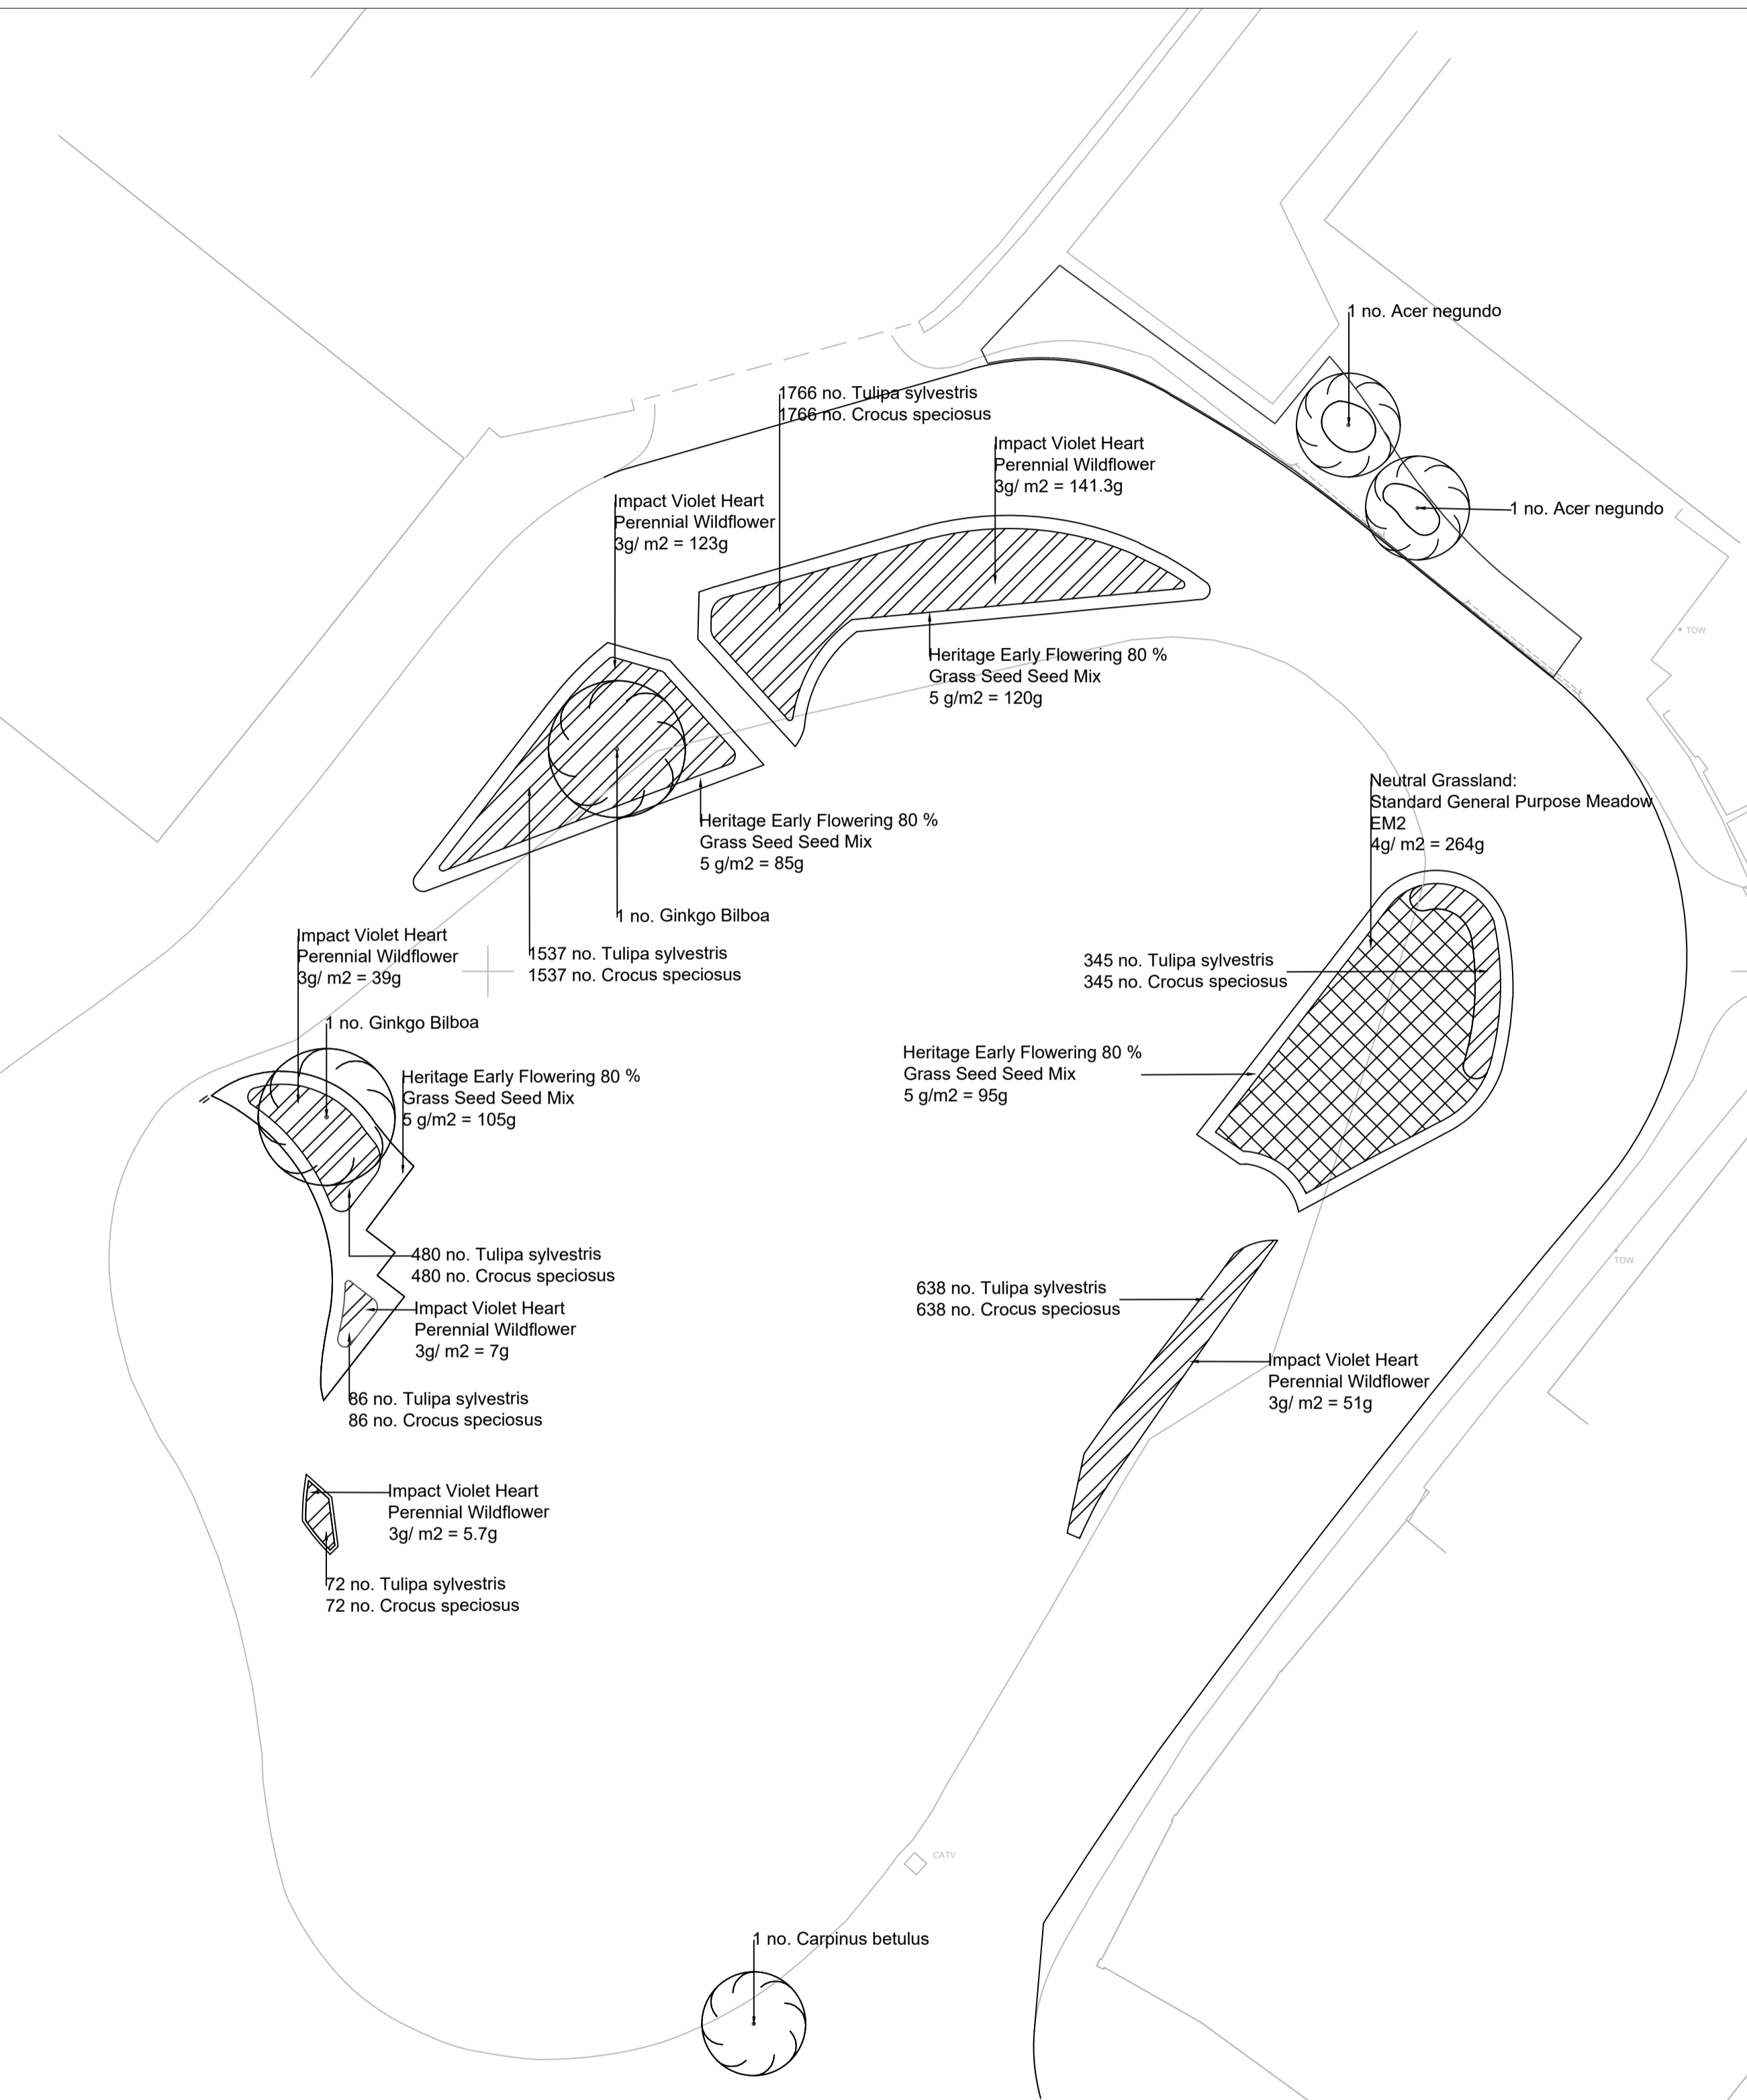 1 no. Acer negundo
1766 no. Tulipa sylvestris
1766 no. Crocus speciosus
Impact Violet Heart
Perennial Wildflower
3g/ m2 = 141.3g
Impact Violet Heart
Perennial Wildflower
3g/ m2 = 123g
1 no. Acer negundo
TOW
Heritage Early Flowering 80 %
Grass Seed Seed Mix
5 g/m2 = 120g
Neutral Grassland:
Standard General Purpose Meadow
EM2
4g/ m2 = 264g
Heritage Early Flowering 80 %
Grass Seed Seed Mix
5 g/m2 = 85g
1 no. Ginkgo Bilboa
Impact Violet Heart
Perennial Wildflower
3g/ m2 = 39g
1537 no. Tulipa sylvestris
1537 no. Crocus speciosus
345 no. Tulipa sylvestris
345 no. Crocus speciosus
1 no. Ginkgo Bilboa
Heritage Early Flowering 80 %
Grass Seed Seed Mix
5 g/m2 = 95g
Heritage Early Flowering 80 %
Grass Seed Seed Mix
5 g/m2 = 105g
480 no. Tulipa sylvestris
480 no. Crocus speciosus
TOW
638 no. Tulipa sylvestris
638 no. Crocus speciosus
Impact Violet Heart
Perennial Wildflower
3g/ m2 = 7g
Impact Violet Heart
Perennial Wildflower
3g/ m2 = 51g
86 no. Tulipa sylvestris
86 no. Crocus speciosus
Impact Violet Heart
Perennial Wildflower
3g/ m2 = 5.7g
72 no. Tulipa sylvestris
72 no. Crocus speciosus
CATV
1 no. Carpinus betulus